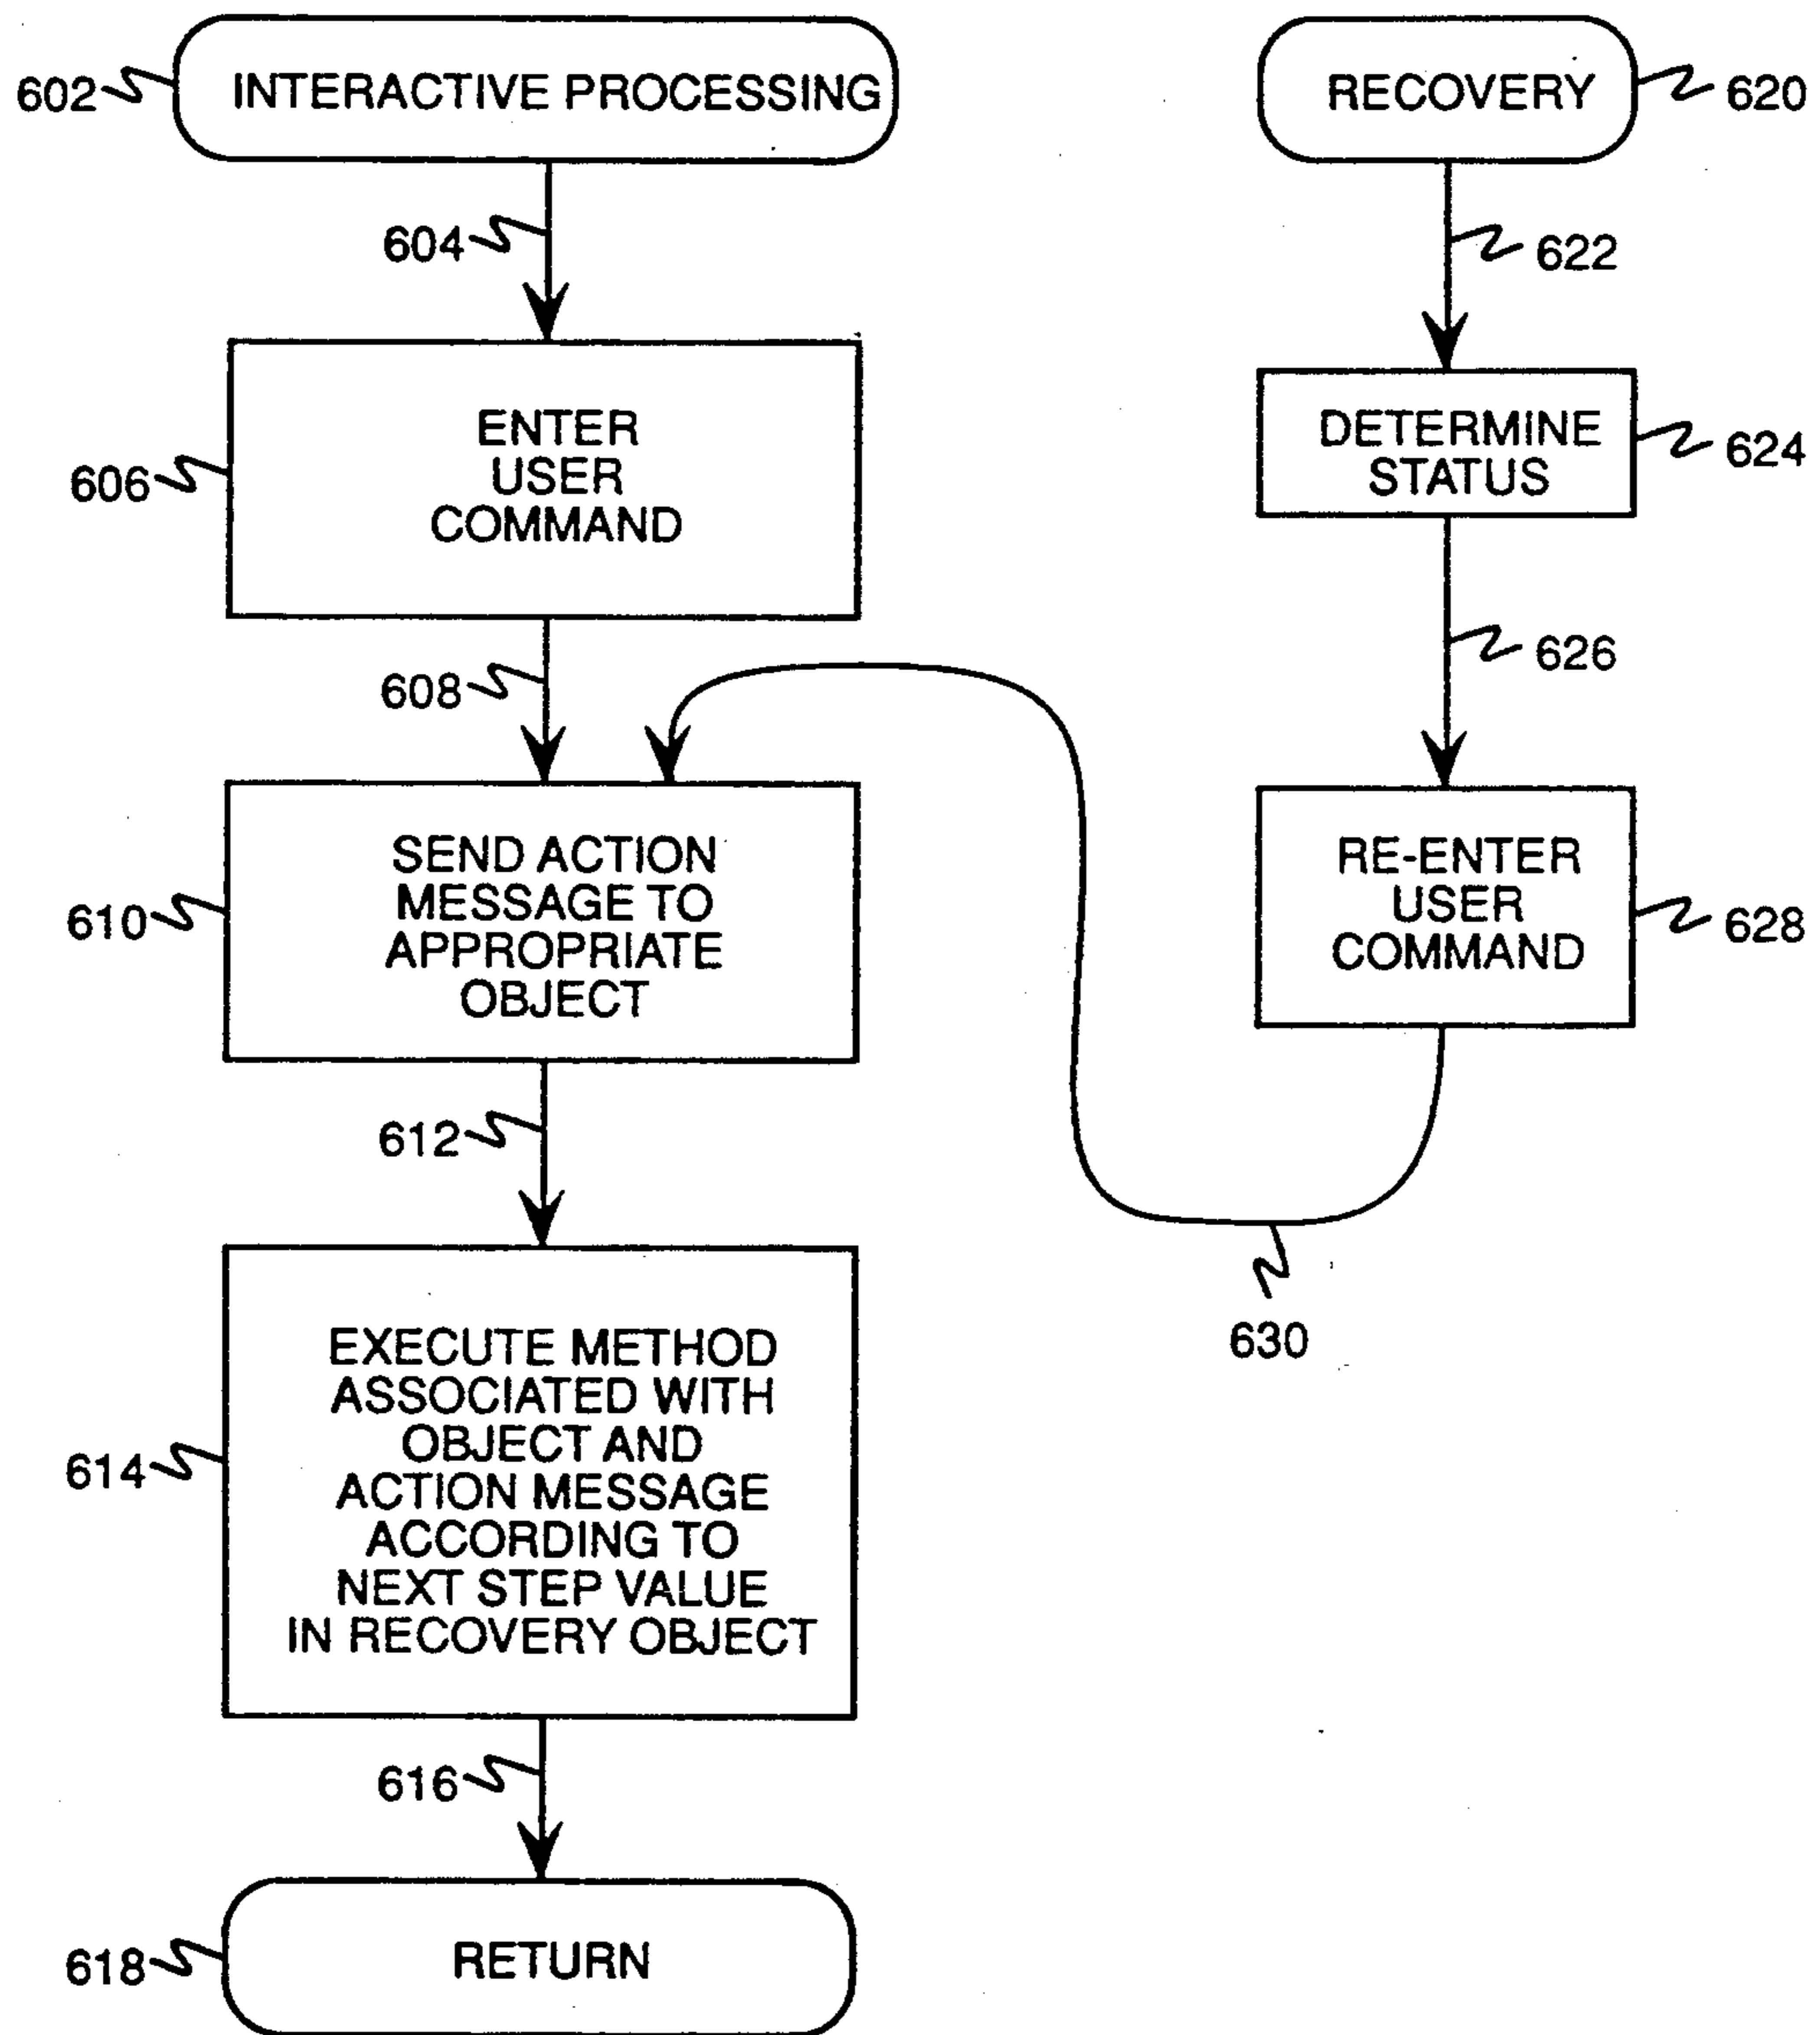 602
INTERACTIVE PROCESSING
604
606
ENTER
USER
COMMAND
608
610
SEND ACTION
MESSAGE TO
APPROPRIATE
OBJECT
612
614
EXECUTE METHOD
ASSOCIATED WITH
OBJECT AND
ACTION MESSAGE
ACCORDING TO
NEXT STEP VALUE
IN RECOVERY OBJECT
616
618
RETURN
RECOVERY
620
622
DETERMINE
STATUS
624
626
RE-ENTER
USER
COMMAND
628
630